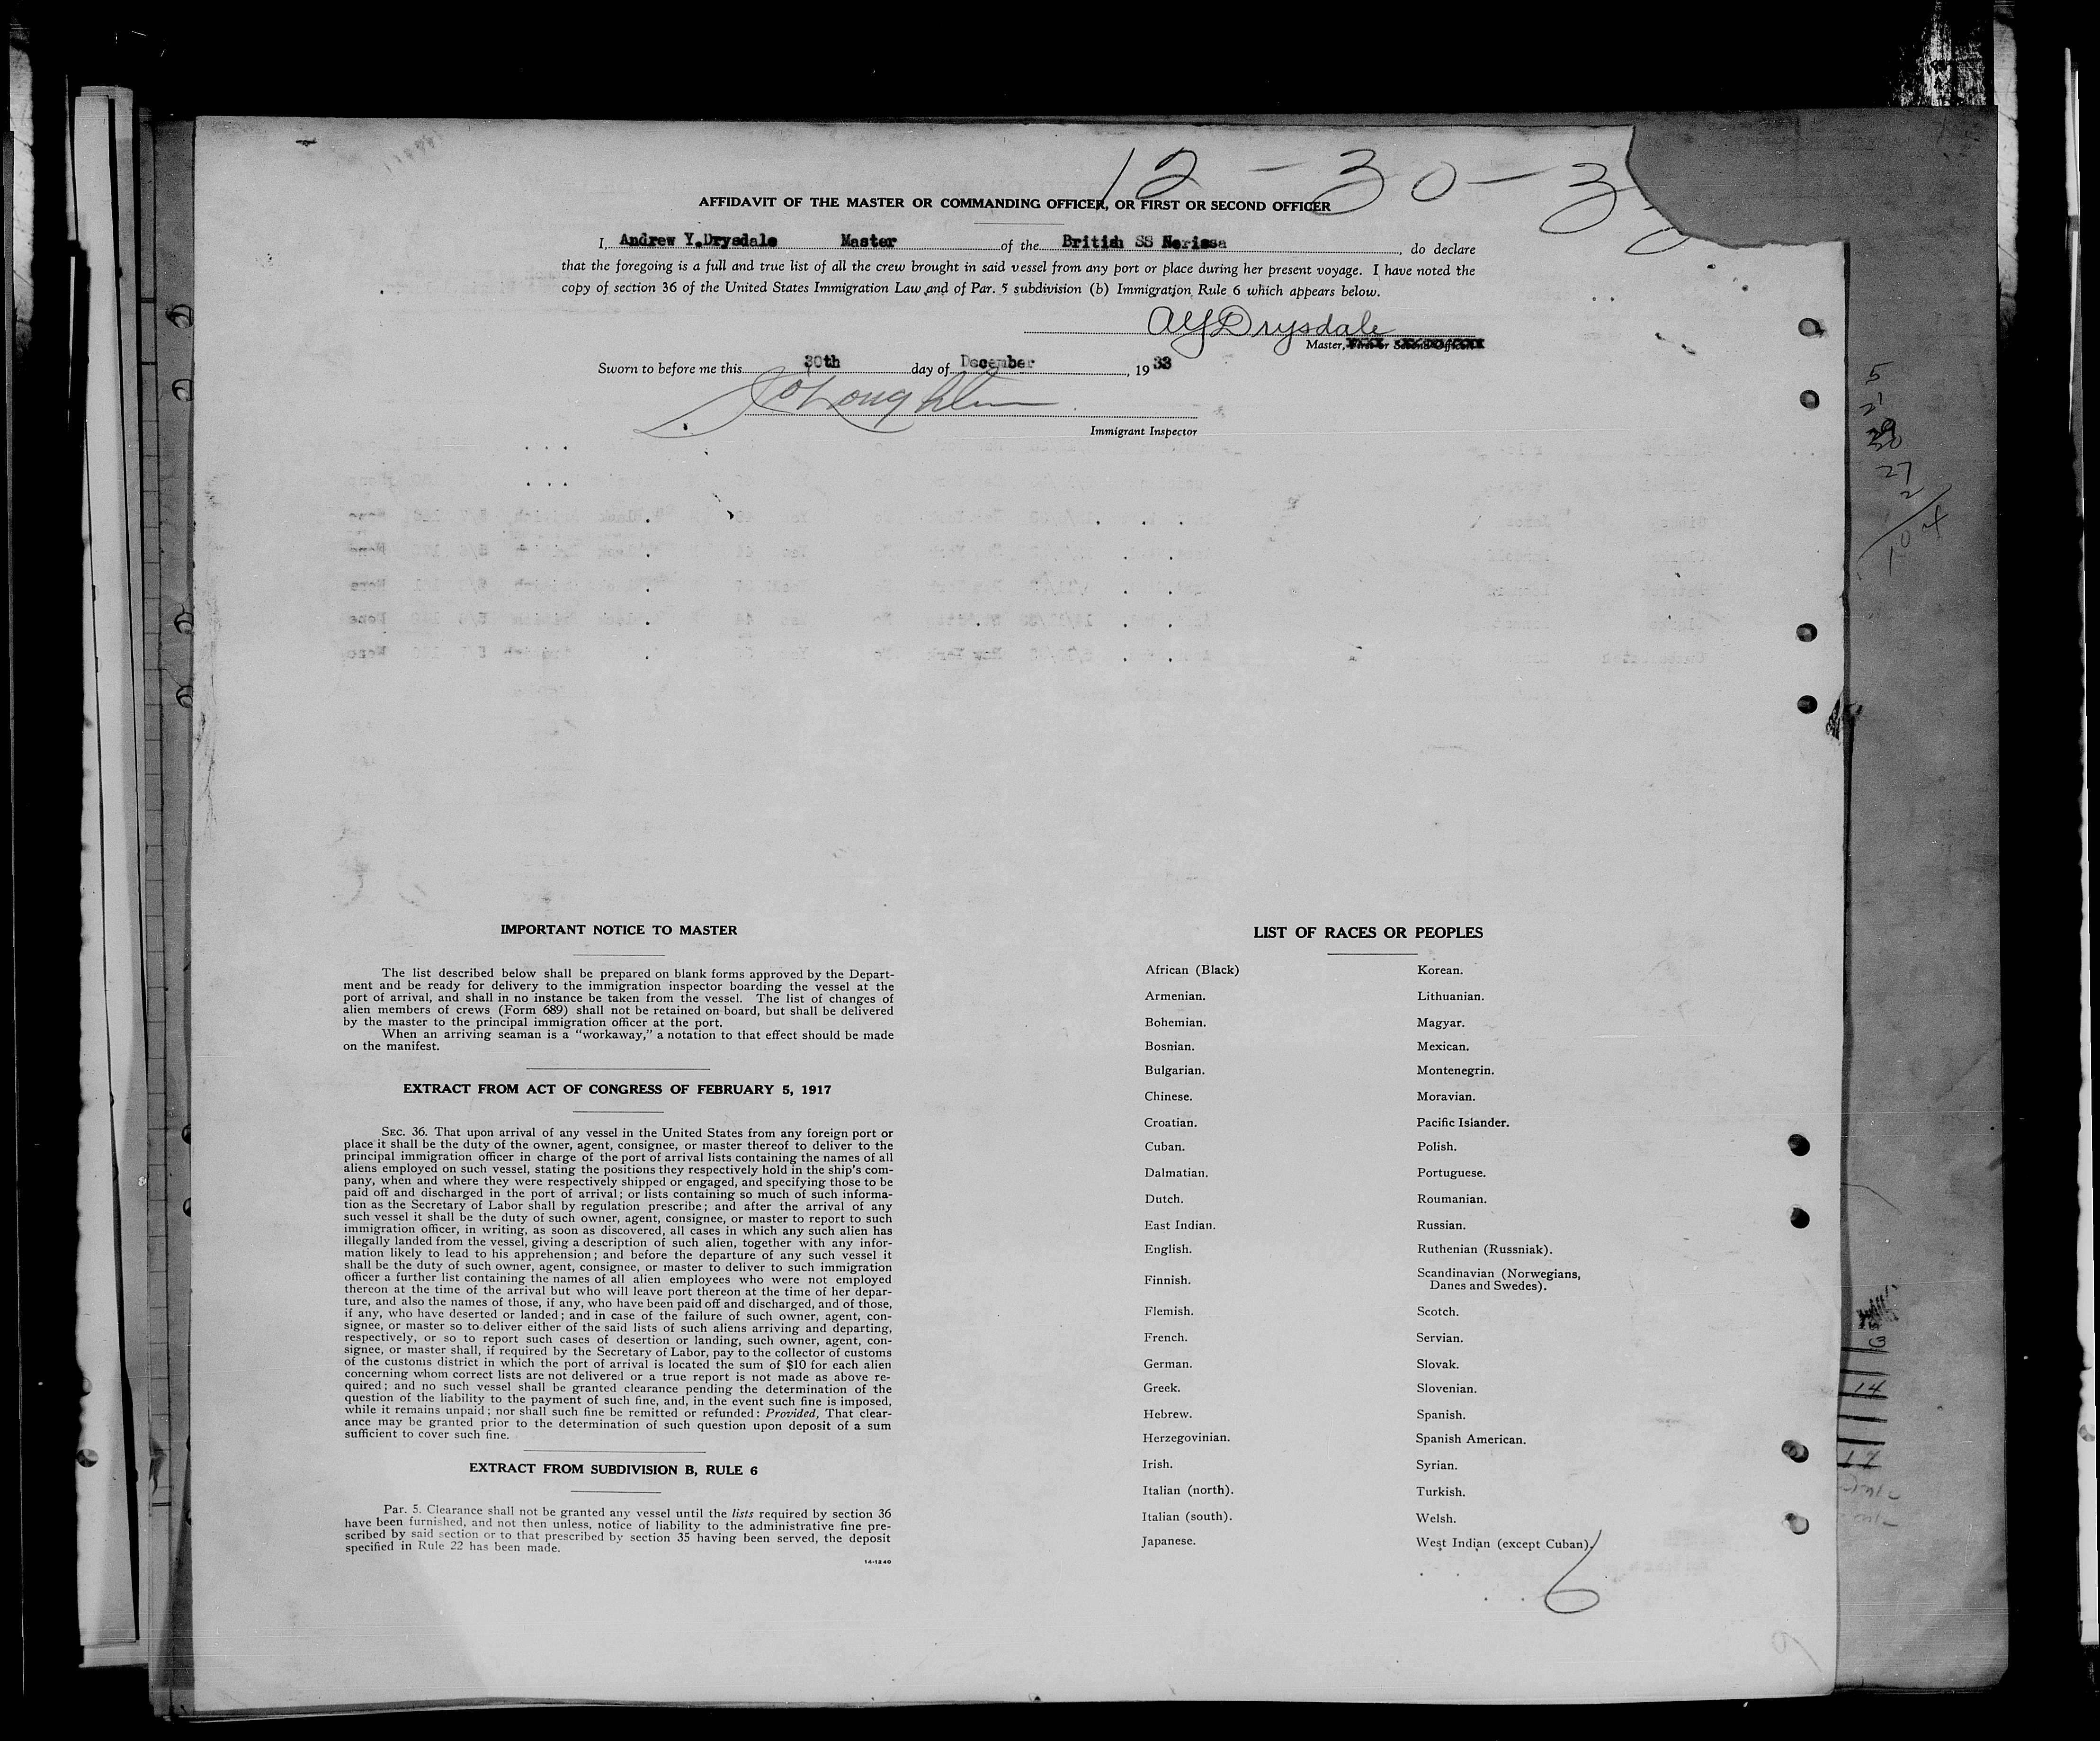 12-30-3
AFFIDAVIT OF THE MASTER OR COMMANDING OFFICER, OR FIRST OR SECOND OFFICER
I, Andrew Y.Drysdale Master of the British SS Nerissa, do declare
that the foregoing is a full and true list of all the crew brought in said vessel from any port or place during her present voyage. I have noted the
copy of section 36 of the United States Immigration Law and of Par. 5 subdivision (b) Immigration Rule 6 which appears below.
AYDrysdale
Master, First or Second Officer
Sworn to before me this 30th day of December, 1933
Immigrant Inspector
5
27
2
104
IMPORTANT NOTICE TO MASTER
The list described below shall be prepared on blank forms approved by the Depart-
ment and be ready for delivery to the immigration inspector boarding the vessel at the
port of arrival, and shall in no instance be taken from the vessel. The list of changes of
alien members of crews (Form 689) shall not be retained on board, but shall be delivered
by the master to the principal immigration officer at the port.
When an arriving seaman is a "workaway," a notation to that effect should be made
on the manifest.
EXTRACT FROM ACT OF CONGRESS OF FEBRUARY 5, 1917
SEC. 36. That upon arrival of any vessel in the United States from any foreign port or
place it shall be the duty of the owner, agent, consignee, or master thereof to deliver to the
principal immigration officer in charge of the port of arrival lists containing the names of all
aliens employed on such vessel, stating the positions they respectively hold in the ship's com-
pany, when and where they were respectively shipped or engaged, and specifying those to be
paid off and discharged in the port of arrival; or lists containing so much of such informa-
tion as the Secretary of Labor shall by regulation prescribe; and after the arrival of any
such vessel it shall be the duty of such owner, agent, consignee, or master to report to such
immigration officer, in writing, as soon as discovered, all cases in which any such alien has
illegally landed from the vessel, giving a description of such alien, together with any infor-
mation likely to lead to his apprehension; and before the departure of any such vessel it
shall be the duty of such owner, agent, consignee, or master to deliver to such immigration
officer a further list containing the names of all alien employees who were not employed
thereon at the time of the arrival but who will leave port thereon at the time of her depar-
ture, and also the names of those, if any, who have been paid off and discharged, and of those,
if any, who have deserted or landed; and in case of the failure of such owner, agent, con-
signee, or master so to deliver either of the said lists of such aliens arriving and departing,
respectively, or so to report such cases of desertion or landing, such owner, agent, con-
signee, or master shall, if required by the Secretary of Labor, pay to the collector of customs
of the customs district in which the port of arrival is located the sum of $10 for each alien
concerning whom correct lists are not delivered or a true report is not made as above re-
quired; and no such vessel shall be granted clearance pending the determination of the
question of the liability to the payment of such fine, and, in the event such fine is imposed,
while it remains unpaid; nor shall such fine be remitted or refunded: Provided, That clear-
ance may be granted prior to the determination of such question upon deposit of a sum
sufficient to cover such fine.
EXTRACT FROM SUBDIVISION B, RULE 6
Par. 5. Clearance shall not be granted any vessel until the lists required by section 36
have been furnished, and not then unless, notice of liability to the administrative fine pre-
scribed by said section or to that prescribed by section 35 having been served, the deposit
specified in Rule 22 has been made.
14-1240
LIST OF RACES OR PEOPLES
African (Black)
Armenian.
Bohemian.
Bosnian.
Bulgarian.
Chinese.
Croatian.
Cuban.
Dalmatian.
Dutch.
East Indian.
English.
Finnish.
Flemish.
French.
German.
Greek.
Hebrew.
Herzegovinian.
Irish.
Italian (north).
Italian (south).
Japanese.
Korean.
Lithuanian.
Magyar.
Mexican.
Montenegrin.
Moravian.
Pacific Islander.
Polish.
Portuguese.
Roumanian.
Russian.
Ruthenian (Russniak).
Scandinavian (Norwegians,
Danes and Swedes).
Scotch.
Servian.
Slovak.
Slovenian.
Spanish.
Spanish American.
Syrian.
Turkish.
Welsh.
West Indian (except Cuban).
6
3
14
17